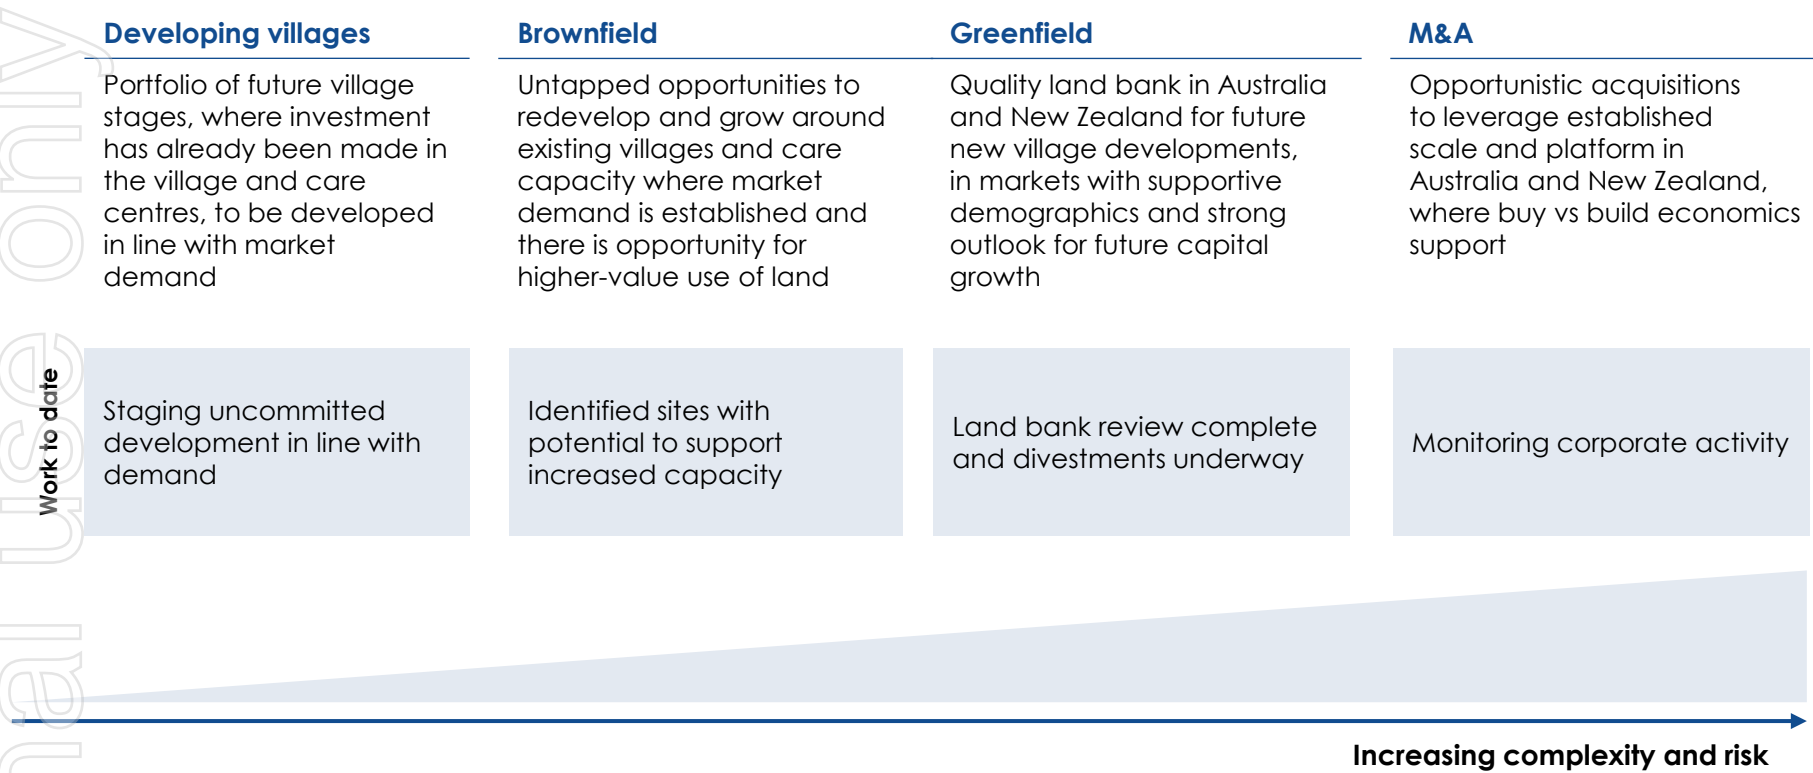 Developing villages
Portfolio of future village
stages, where investment
has already been made in
the village and care
centres, to be developed
in line with market
demand
Brownfield
Untapped opportunities to
redevelop and grow around
existing villages and care
capacity where market
demand is established and
there is opportunity for
higher-value use of land
Greenfield
Quality land bank in Australia
and New Zealand for future
new village developments,
in markets with supportive
demographics and strong
outlook for future capital
growth
M&A
Opportunistic acquisitions
to leverage established
scale and platform in
Australia and New Zealand,
where buy vs build economics
support
Work to date
Staging uncommitted
development in line with
demand
Identified sites with
potential to support
increased capacity
Land bank review complete
and divestments underway
Monitoring corporate activity
Increasing complexity and risk
use only